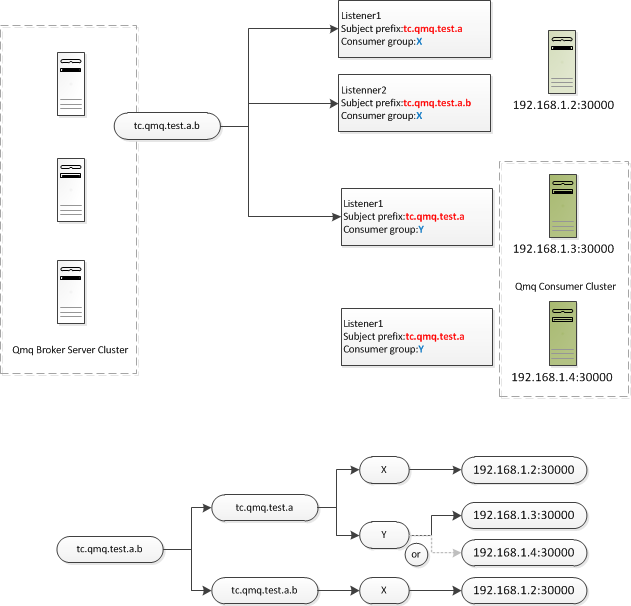 Listener1
Subject prefix:tc.qmq.test.a
Consumer group:X
Listenner2
Subject prefix:tc.qmq.test.a.b
Consumer group:X
192.168.1.2:30000
tc.qmq.test.a.b
Listener1
Subject prefix:tc.qmq.test.a
Consumer group:Y
192.168.1.3:30000
Qmq Consumer Cluster
Listener1
Subject prefix:tc.qmq.test.a
Consumer group:Y
Qmq Broker Server Cluster
192.168.1.4:30000
X
192.168.1.2:30000
tc.qmq.test.a
192.168.1.3:30000
Y
tc.qmq.test.a.b
or
192.168.1.4:30000
tc.qmq.test.a.b
X
192.168.1.2:30000